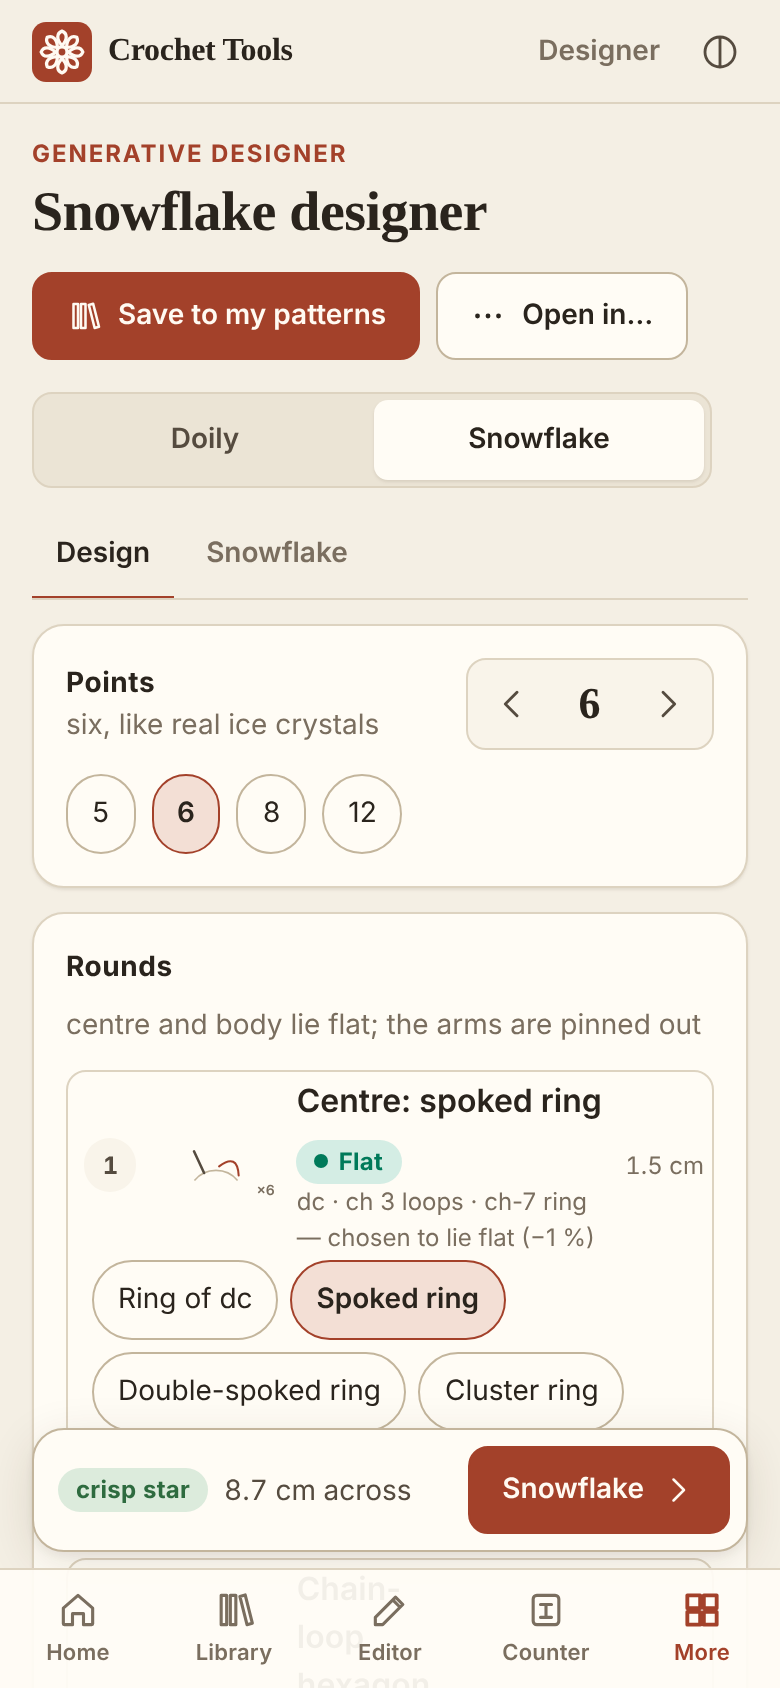 Crochet Tools
Designer
GENERATIVE DESIGNER
Snowflake designer
Save to my patterns
Open in…
Doily
Snowflake
Design
Snowflake
Points
six, like real ice crystals
6
5
6
8
12
Rounds
centre and body lie flat; the arms are pinned out
Centre: spoked ring
1
×6
Flat
1.5 cm
dc · ch 3 loops · ch-7 ring
— chosen to lie flat (−1 %)
Ring of dc
Spoked ring
Double-spoked ring
Cluster ring
crisp star
8.7 cm across
Snowflake
Chain-
loop
hexagon
Home
Library
Editor
Counter
More